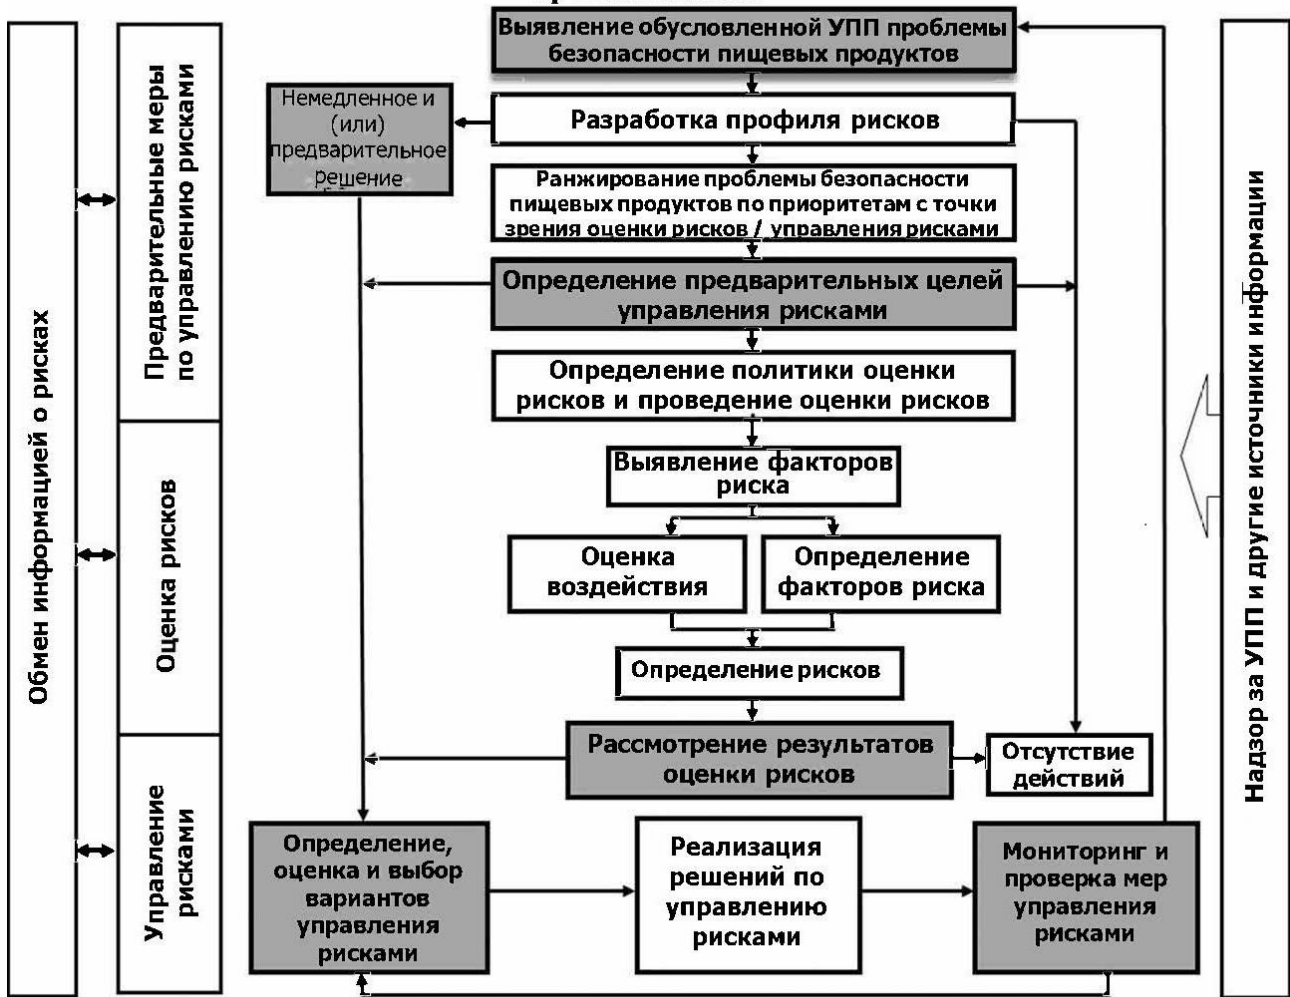 Выявление обусловленной УПП проблемы
безопасности пищевых продуктов
Немедленное и
(или)
предварительное
решение
Разработка профиля рисков
Ранжирование проблемы безопасности
пищевых продуктов по приоритетам с точки
зрения оценки рисков / управления рисками
Определение предварительных целей
управления рисками
Определение политики оценки
рисков и проведение оценки рисков
Выявление факторов
риска
Оценка
воздействия
Определение
факторов риска
Определение рисков
Рассмотрение результатов
оценки рисков
Отсутствие
действий
Определение,
оценка и выбор
вариантов
управления
рисками
Реализация
решений по
управлению
рисками
Мониторинг и
проверка мер
управления
рисками
Обмен информацией о рисках
Предварительные меры
по управлению рисками
Оценка рисков
Управление
рисками
Надзор за УПП и другие источники информации